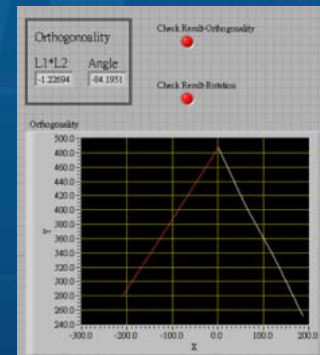 Orthogonoality
L1*L2 Angle
-1.22694 -84.1951
Check Result-Orthogonality
Check Result-Rotation
Orthogonality
500.0
480.0
460.0
440.0
420.0
400.0
380.0
360.0
340.0
320.0
300.0
280.0
260.0
240.0
Y
-300.0 -200.0 -100.0 0.0 100.0 200.0
X